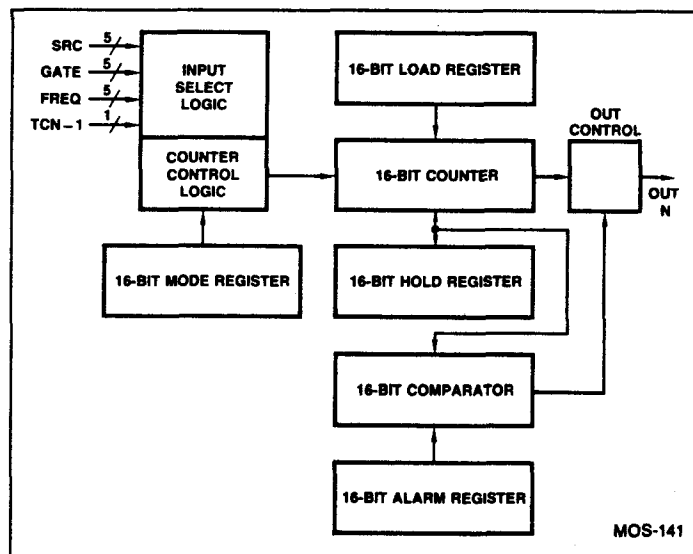 SRC
5
GATE
5
FREQ
5
TCN-1
1
INPUT
SELECT
LOGIC
COUNTER
CONTROL
LOGIC
16-BIT MODE REGISTER
16-BIT LOAD REGISTER
16-BIT COUNTER
16-BIT HOLD REGISTER
16-BIT COMPARATOR
16-BIT ALARM REGISTER
OUT
CONTROL
OUT
N
MOS-141